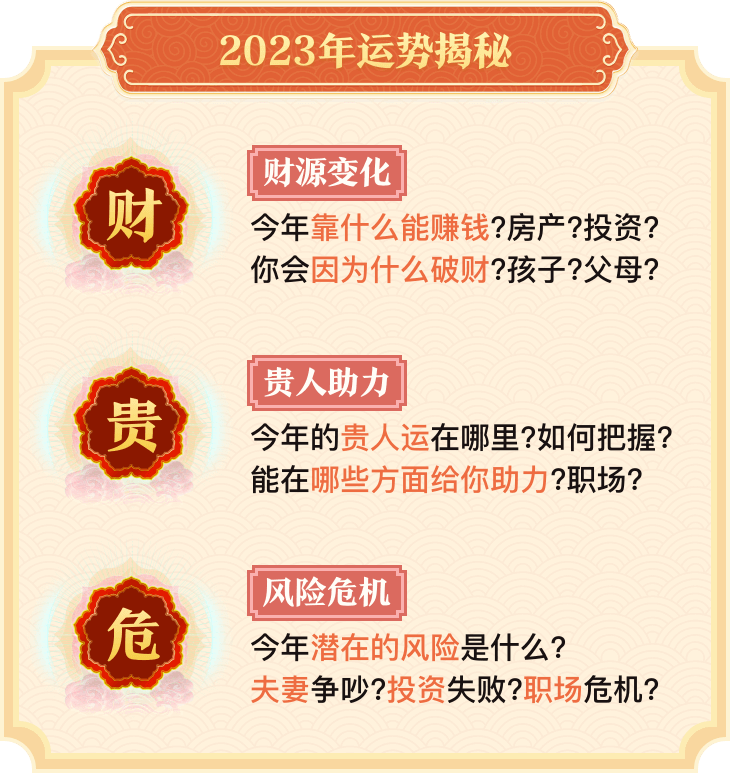 2023年运势揭秘
财
财源变化
今年靠什么能赚钱?房产?投资?
你会因为什么破财?孩子?父母?
贵
贵人助力
今年的贵人运在哪里?如何把握?
能在哪些方面给你助力?职场?
危
风险危机
今年潜在的风险是什么?
夫妻争吵?投资失败?职场危机?